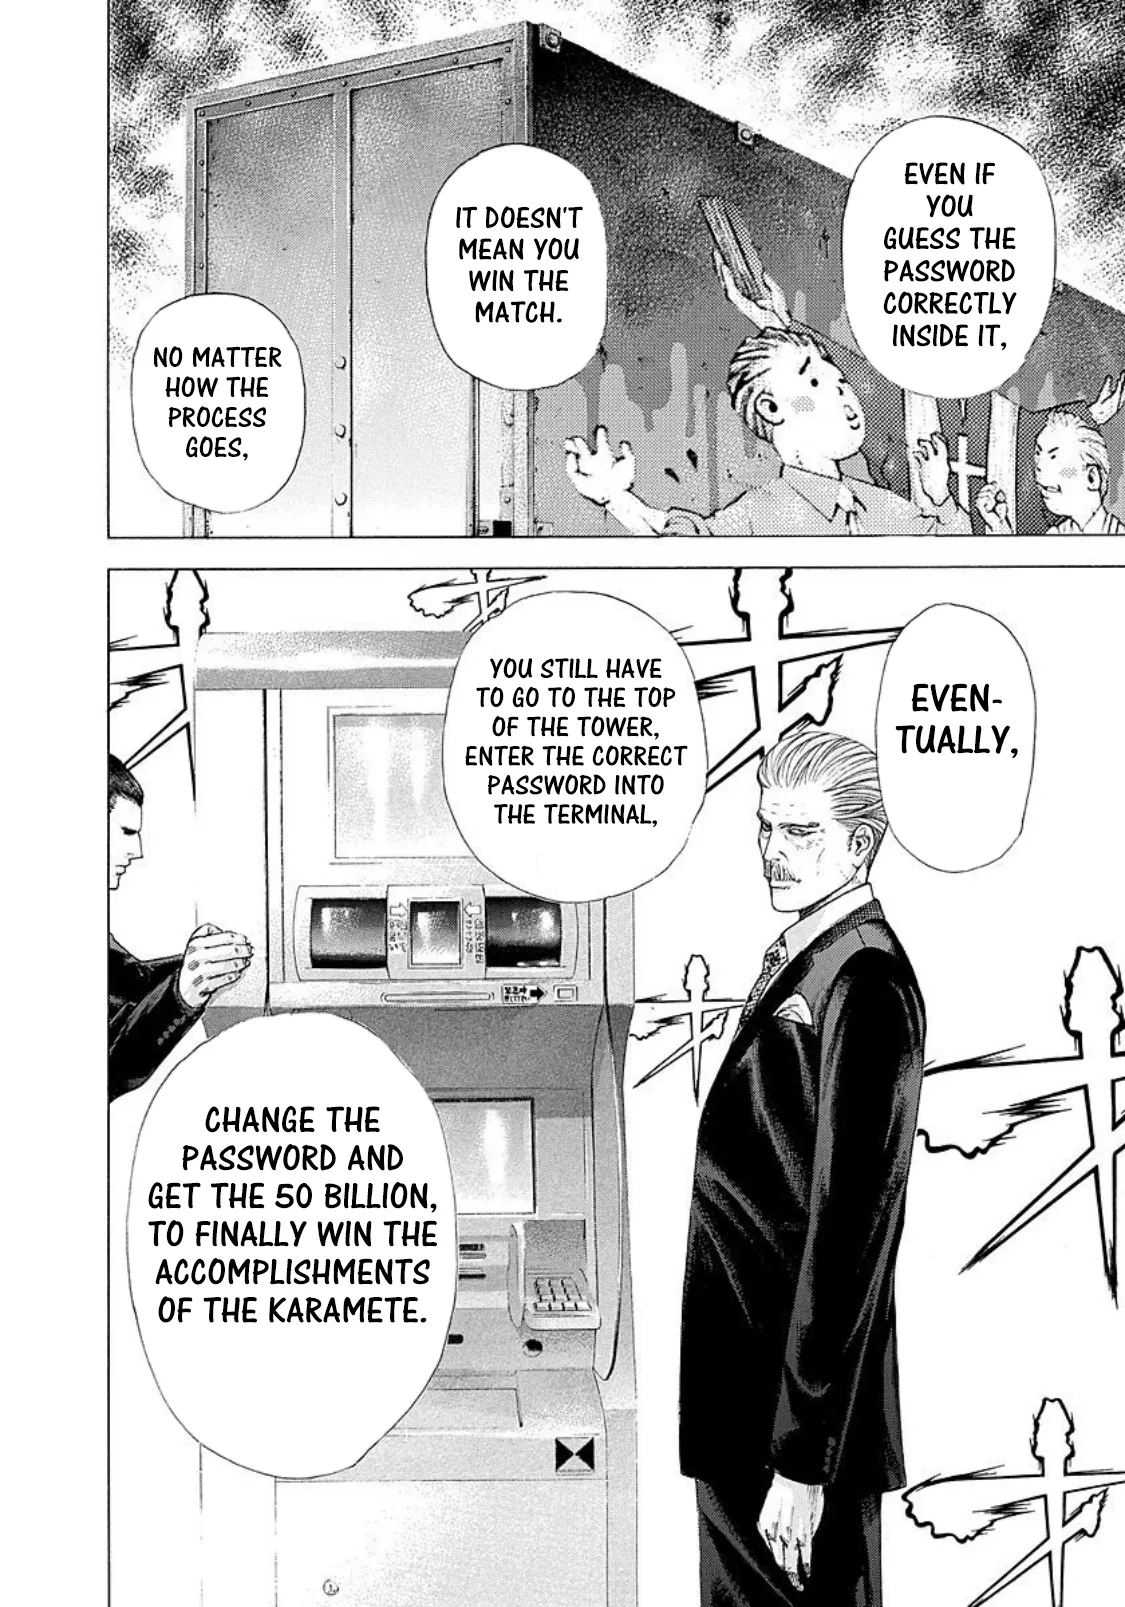 EVEN IF
YOU
GUESS THE
PASSWORD
CORRECTLY
INSIDE IT,
IT DOESN'T
MEAN YOU
WIN THE
MATCH.
NO MATTER
HOW THE
PROCESS
GOES,
EVEN-
TUALLY,
YOU STILL HAVE
TO GO TO THE TOP
OF THE TOWER,
ENTER THE CORRECT
PASSWORD INTO
THE TERMINAL,
CHANGE THE
PASSWORD AND
GET THE 50 BILLION,
TO FINALLY WIN THE
ACCOMPLISHMENTS
OF THE KARAMETE.